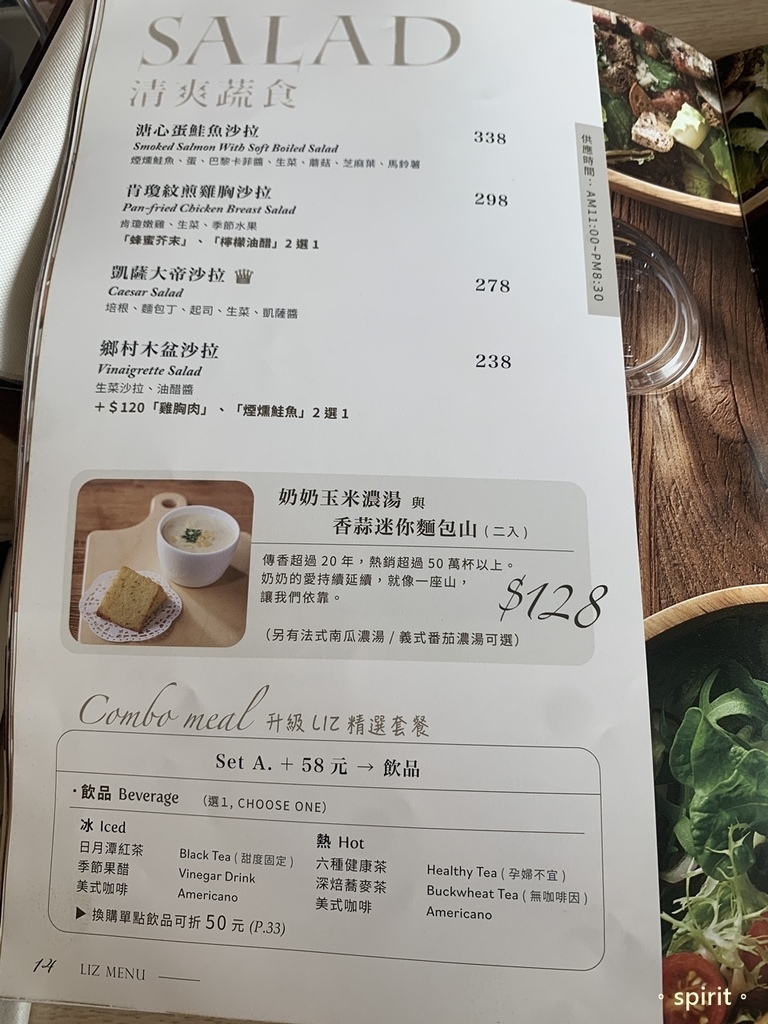 SALAD
清爽蔬食
溏心蛋鮭魚沙拉 338
Smoked Salmon With Soft Boiled Salad
煙燻鮭魚、蛋、巴黎卡菲醬、生菜、蘑菇、芝麻葉、馬鈴薯
肯瓊紋煎雞胸沙拉 298
Pan-fried Chicken Breast Salad
肯瓊嫩雞、生菜、季節水果
「蜂蜜芥末」、「檸檬油醋」2 選 1
凱薩大帝沙拉 278
Caesar Salad
培根、麵包丁、起司、生菜、凱薩醬
鄉村木盆沙拉 238
Vinaigrette Salad
生菜沙拉、油醋醬
＋$120「雞胸肉」、「煙燻鮭魚」2 選 1
供應時間：AM11:00~PM8:30
奶奶玉米濃湯 與
香蒜迷你麵包山 ( 二入 )
傳香超過 20 年，熱銷超過 50 萬杯以上。
奶奶的愛持續延續，就像一座山，
讓我們依靠。
$128
（另有法式南瓜濃湯 / 義式番茄濃湯可選）
Combo meal 升級 LIZ 精選套餐
Set A. + 58 元 → 飲品
·飲品 Beverage （選1, CHOOSE ONE）
冰 Iced
日月潭紅茶 Black Tea ( 甜度固定 )
季節果醋 Vinegar Drink
美式咖啡 Americano
熱 Hot
六種健康茶 Healthy Tea ( 孕婦不宜 )
深焙蕎麥茶 Buckwheat Tea ( 無咖啡因 )
美式咖啡 Americano
▶ 換購單點飲品可折 50 元 (P.33)
14 LIZ MENU
。spirit。